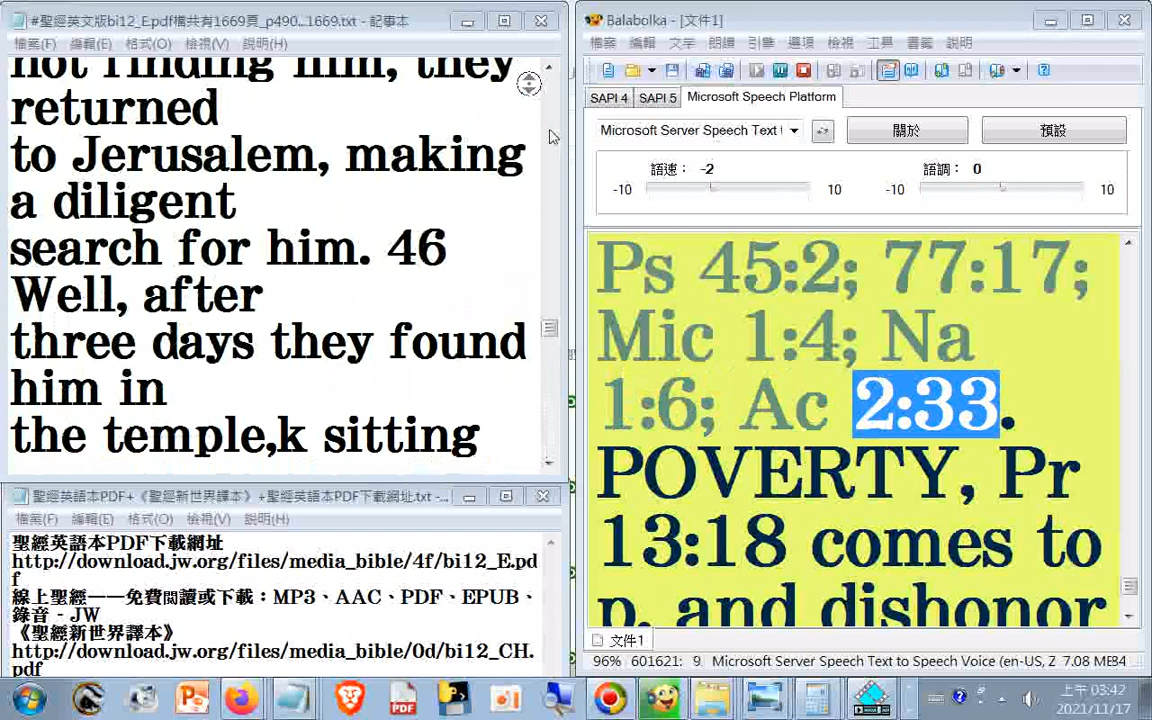 #聖經英文版bi12_E.pdf檔共有1669頁_p490...1669.txt - 記事本
檔案(F) 編輯(E) 格式(O) 檢視(V) 說明(H)
not finding him, they
returned
to Jerusalem, making
a diligent
search for him. 46
Well, after
three days they found
him in
the temple,k sitting
聖經英語本PDF+《聖經新世界譯本》+聖經英語本PDF下載網址.txt - ...
檔案(F) 編輯(E) 格式(O) 檢視(V) 說明(H)
聖經英語本PDF下載網址
http://download.jw.org/files/media_bible/4f/bi12_E.pd
f
線上聖經——免費閱讀或下載：MP3、AAC、PDF、EPUB、
錄音 - JW
《聖經新世界譯本》
http://download.jw.org/files/media_bible/0d/bi12_CH.
pdf
Balabolka - [文件1]
檔案 編輯 文字 朗讀 引擎 選項 檢視 工具 書籤 說明
SAPI 4 SAPI 5 Microsoft Speech Platform
Microsoft Server Speech Text t 關於 預設
語速： -2 語調： 0
-10 10 -10 10
Ps 45:2; 77:17;
Mic 1:4; Na
1:6; Ac 2:33.
POVERTY, Pr
13:18 comes to
p. and dishonor
文件1
96% 601621: 9 Microsoft Server Speech Text to Speech Voice (en-US, Z 7.08 MB
PDF
上午 03:42
2021/11/17